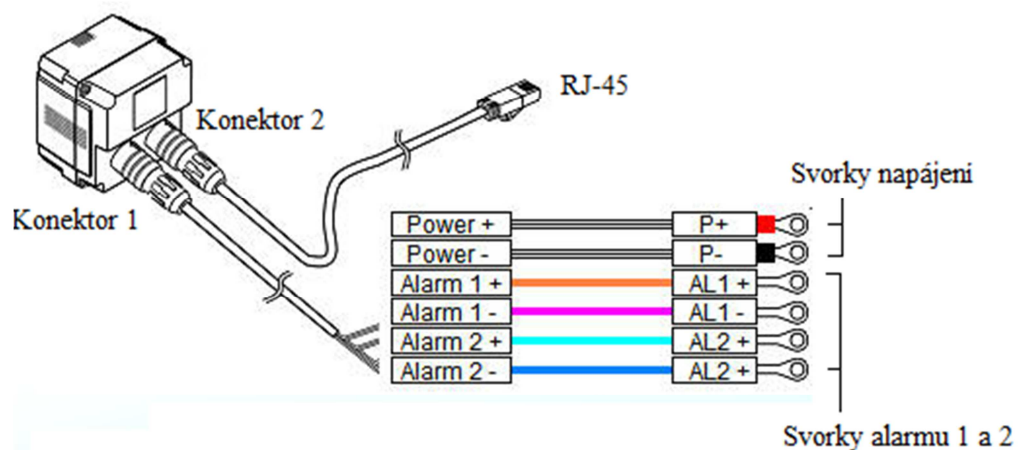 RJ-45
Konektor 2
Svorky napájeni
Konektor 1
Power + P+
Power - P-
Alarm 1 + AL1 +
Alarm 1 - AL1 -
Alarm 2 + AL2 +
Alarm 2 - AL2 +
Svorky alarmu 1 a 2